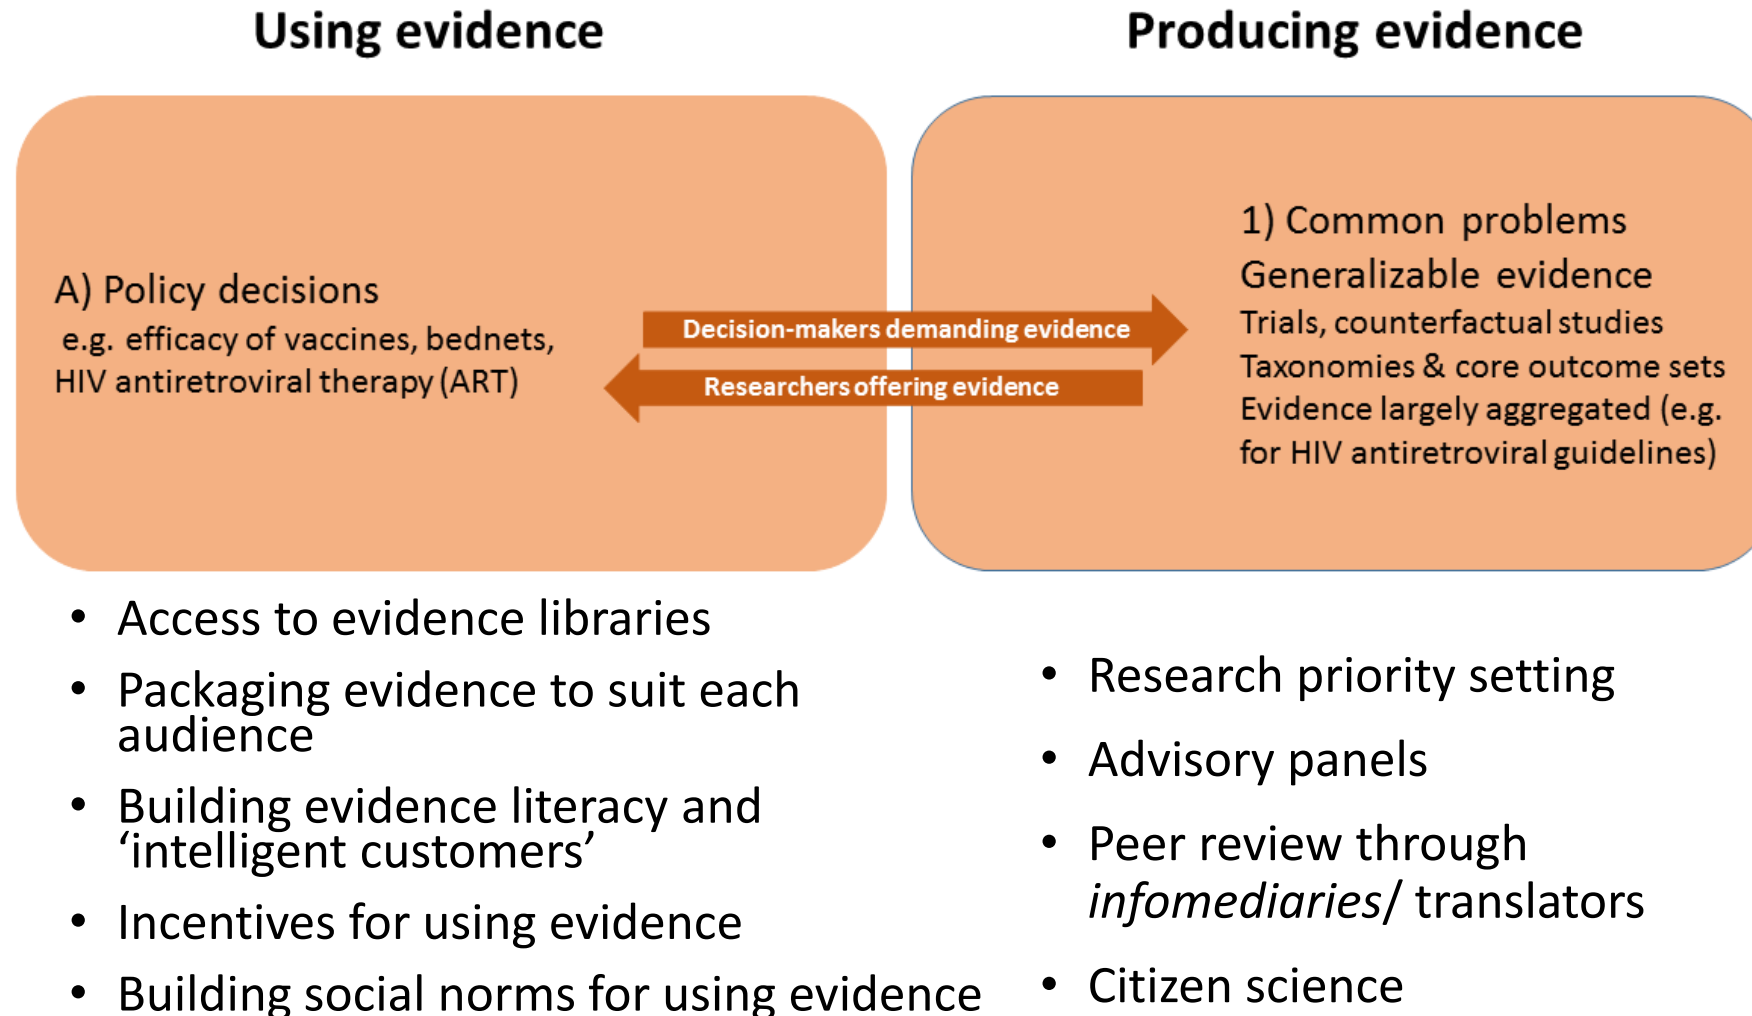 Using evidence
Producing evidence
A) Policy decisions
e.g. efficacy of vaccines, bednets,
HIV antiretroviral therapy (ART)
Decision-makers demanding evidence
Researchers offering evidence
1) Common problems
Generalizable evidence
Trials, counterfactual studies
Taxonomies & core outcome sets
Evidence largely aggregated (e.g.
for HIV antiretroviral guidelines)
• Access to evidence libraries
• Packaging evidence to suit each
audience
• Building evidence literacy and
‘intelligent customers’
• Incentives for using evidence
• Building social norms for using evidence
• Research priority setting
• Advisory panels
• Peer review through
infomediaries/ translators
• Citizen science